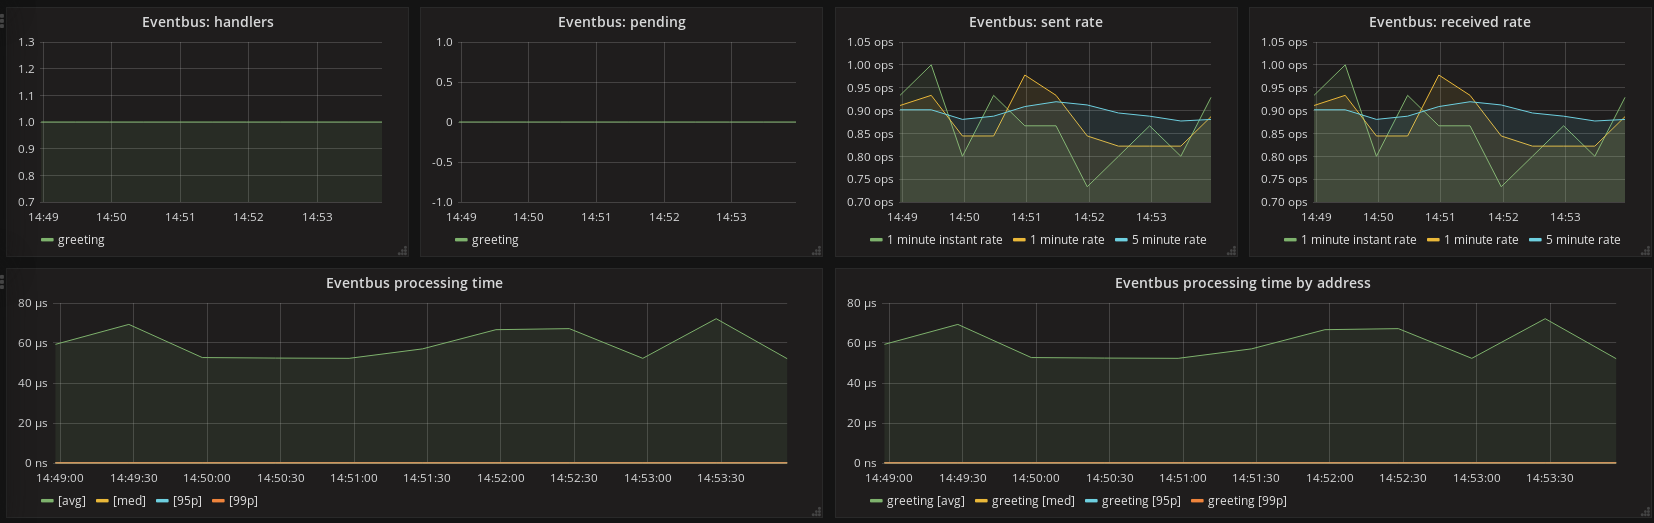 Eventbus: handlers
1.3
1.2
1.1
1.0
0.9
0.8
0.7
14:49 14:50 14:51 14:52 14:53
greeting
Eventbus: pending
1.0
0.5
0
-0.5
-1.0
14:49 14:50 14:51 14:52 14:53
greeting
Eventbus: sent rate
1.05 ops
1.00 ops
0.95 ops
0.90 ops
0.85 ops
0.80 ops
0.75 ops
0.70 ops
14:49 14:50 14:51 14:52 14:53
1 minute instant rate 1 minute rate 5 minute rate
Eventbus: received rate
1.05 ops
1.00 ops
0.95 ops
0.90 ops
0.85 ops
0.80 ops
0.75 ops
0.70 ops
14:49 14:50 14:51 14:52 14:53
1 minute instant rate 1 minute rate 5 minute rate
Eventbus processing time
80 µs
60 µs
40 µs
20 µs
0 ns
14:49:00 14:49:30 14:50:00 14:50:30 14:51:00 14:51:30 14:52:00 14:52:30 14:53:00 14:53:30
[avg] [med] [95p] [99p]
Eventbus processing time by address
80 µs
60 µs
40 µs
20 µs
0 ns
14:49:00 14:49:30 14:50:00 14:50:30 14:51:00 14:51:30 14:52:00 14:52:30 14:53:00 14:53:30
greeting [avg] greeting [med] greeting [95p] greeting [99p]